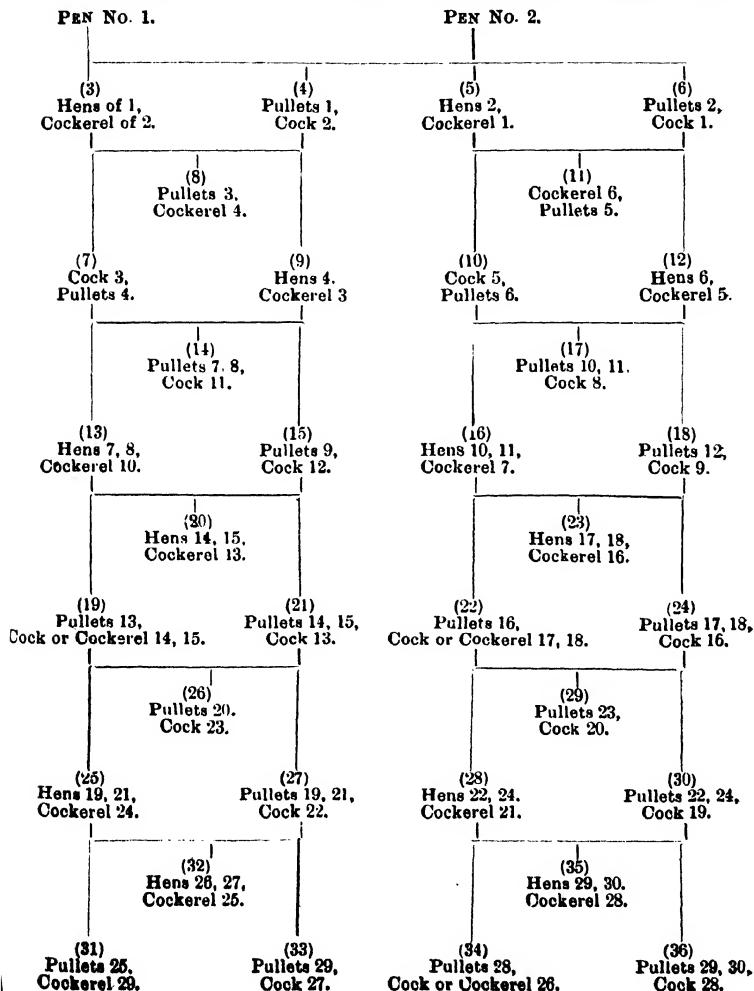 PEN No. 1. PEN No. 2.
(3) (4) (5) (6)
Hens of 1, Pullets 1, Hens 2, Pullets 2,
Cockerel of 2. Cock 2. Cockerel 1. Cock 1.
(8) (11)
Pullets 3, Cockerel 6,
Cockerel 4. Pullets 5.
(7) (9) (10) (12)
Cock 3, Hens 4. Cock 5, Hens 6,
Pullets 4. Cockerel 3 Pullets 6. Cockerel 5.
(14) (17)
Pullets 7, 8, Pullets 10, 11.
Cock 11. Cock 8.
(13) (15) (16) (18)
Hens 7, 8, Pullets 9, Hens 10, 11, Pullets 12,
Cockerel 10. Cock 12. Cockerel 7. Cock 9.
(20) (23)
Hens 14, 15, Hens 17, 18,
Cockerel 13. Cockerel 16.
(19) (21) (22) (24)
Pullets 13, Pullets 14, 15, Pullets 16, Pullets 17, 18,
Cock or Cockerel 14, 15. Cock 13. Cock or Cockerel 17, 18. Cock 16.
(26) (29)
Pullets 20. Pullets 23,
Cock 23. Cock 20.
(25) (27) (28) (30)
Hens 19, 21, Pullets 19, 21, Hens 22, 24. Pullets 22, 24,
Cockerel 24. Cock 22. Cockerel 21. Cock 19.
(32) (35)
Hens 26, 27, Hens 29, 30.
Cockerel 25. Cockerel 28.
(31) (33) (34) (36)
Pullets 25, Pullets 29, Pullets 28, Pullets 29, 30,
Cockerel 29. Cock 27. Cock or Cockerel 26. Cock 28.